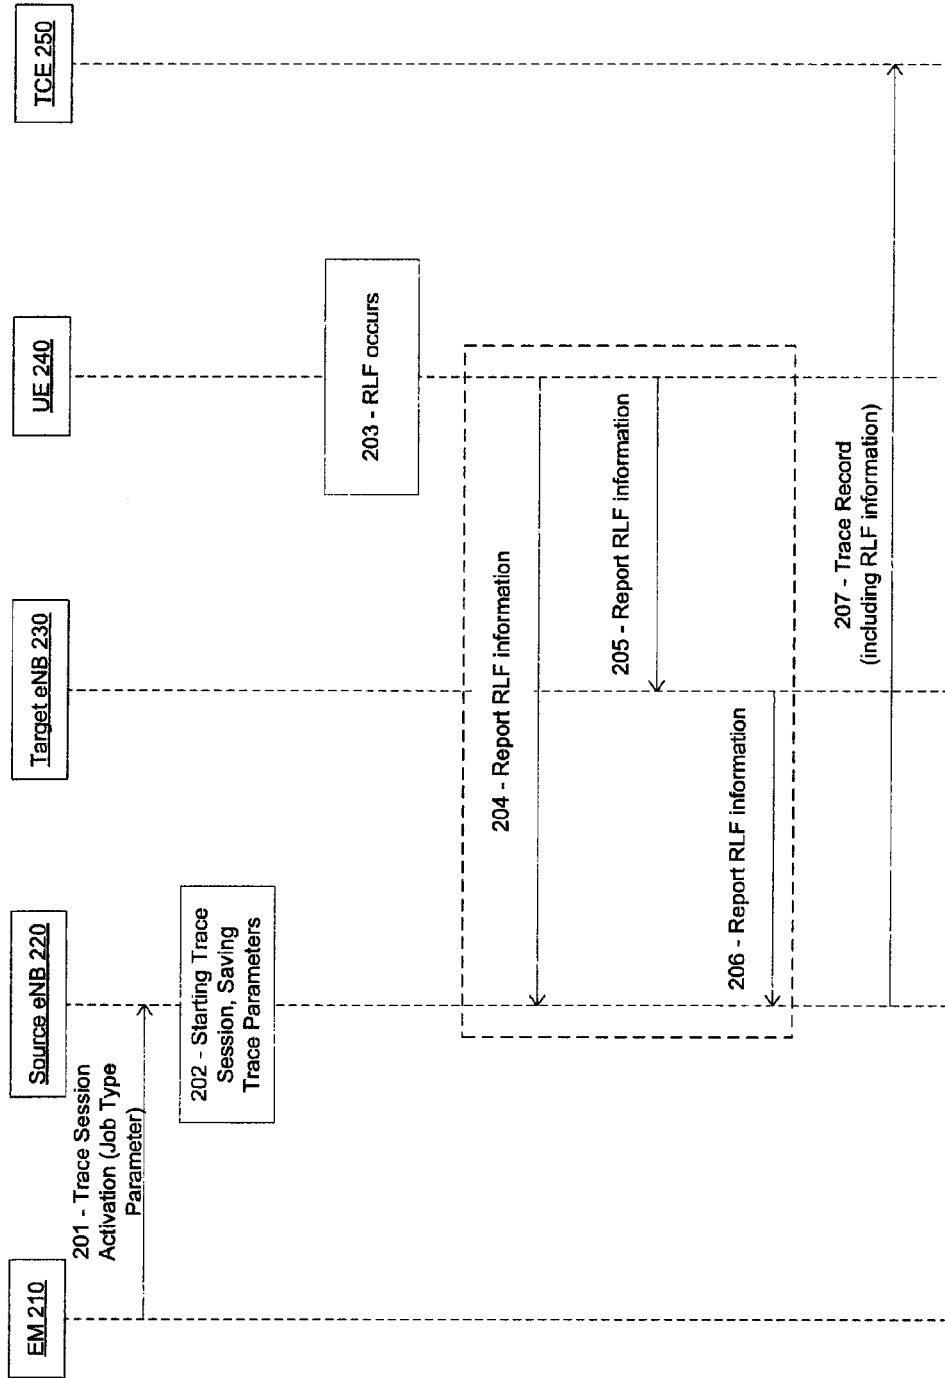 EM 210
Source eNB 220
Target eNB 230
UE 240
TCE 250
201 - Trace Session
Activation (Job Type
Parameter)
202 - Starting Trace
Session, Saving
Trace Parameters
203 - RLF occurs
204 - Report RLF information
205 - Report RLF information
206 - Report RLF information
207 - Trace Record
(including RLF information)